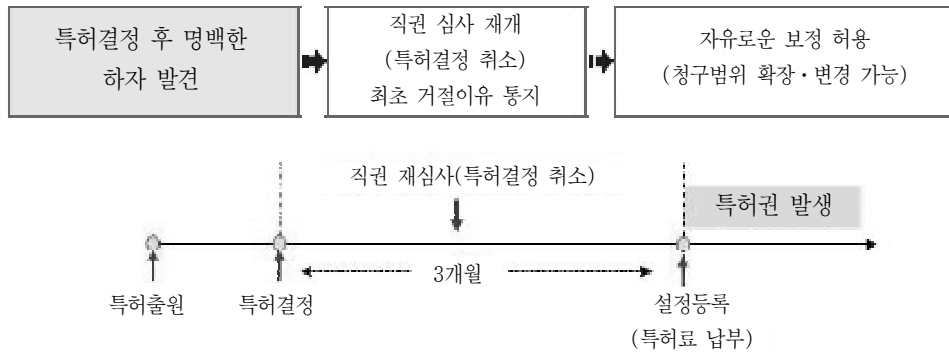 특허결정 후 명백한
하자 발견
직권 심사 재개
(특허결정 취소)
최초 거절이유 통지
자유로운 보정 허용
(청구범위 확장·변경 가능)
직권 재심사(특허결정 취소)
특허권 발생
3개월
특허출원
특허결정
설정등록
(특허료 납부)